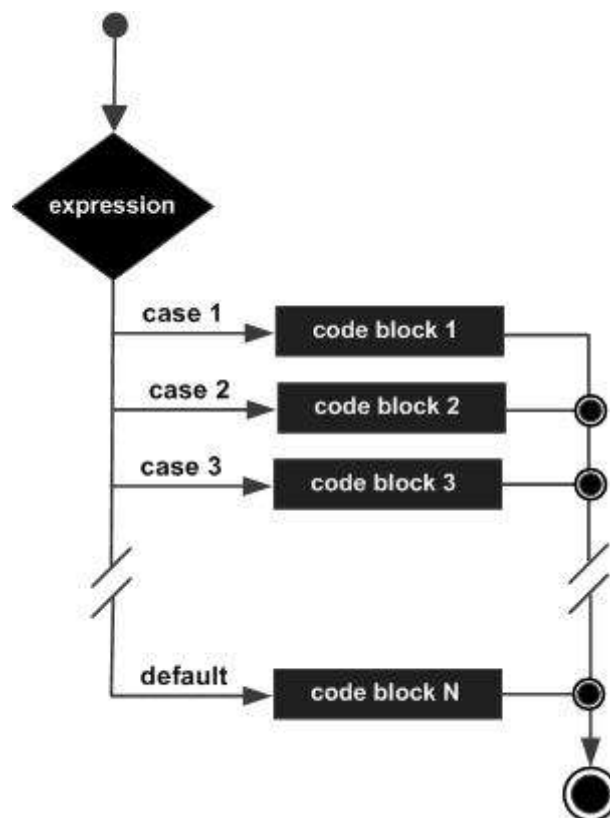 expression
case 1
code block 1
case 2
code block 2
case 3
code block 3
default
code block N